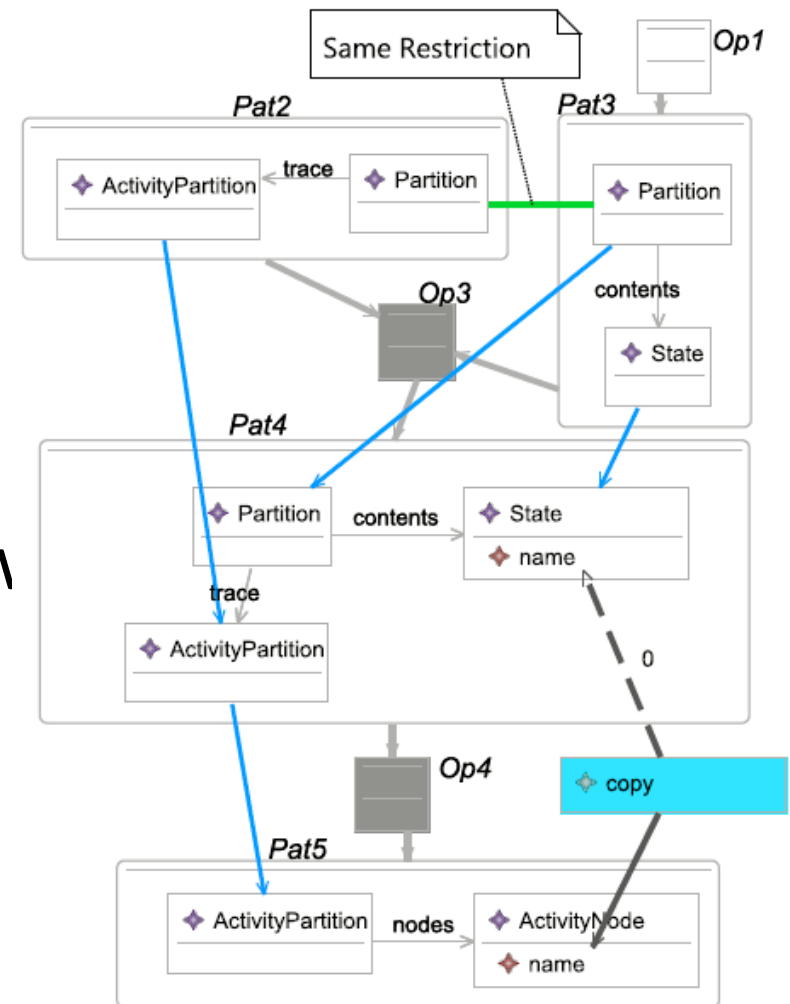 Same Restriction
Op1
Pat2
Pat3
ActivityPartition
trace
Partition
Partition
contents
State
Op3
Pat4
Partition
contents
State
name
trace
ActivityPartition
0
Op4
copy
Pat5
ActivityPartition
nodes
ActivityNode
name